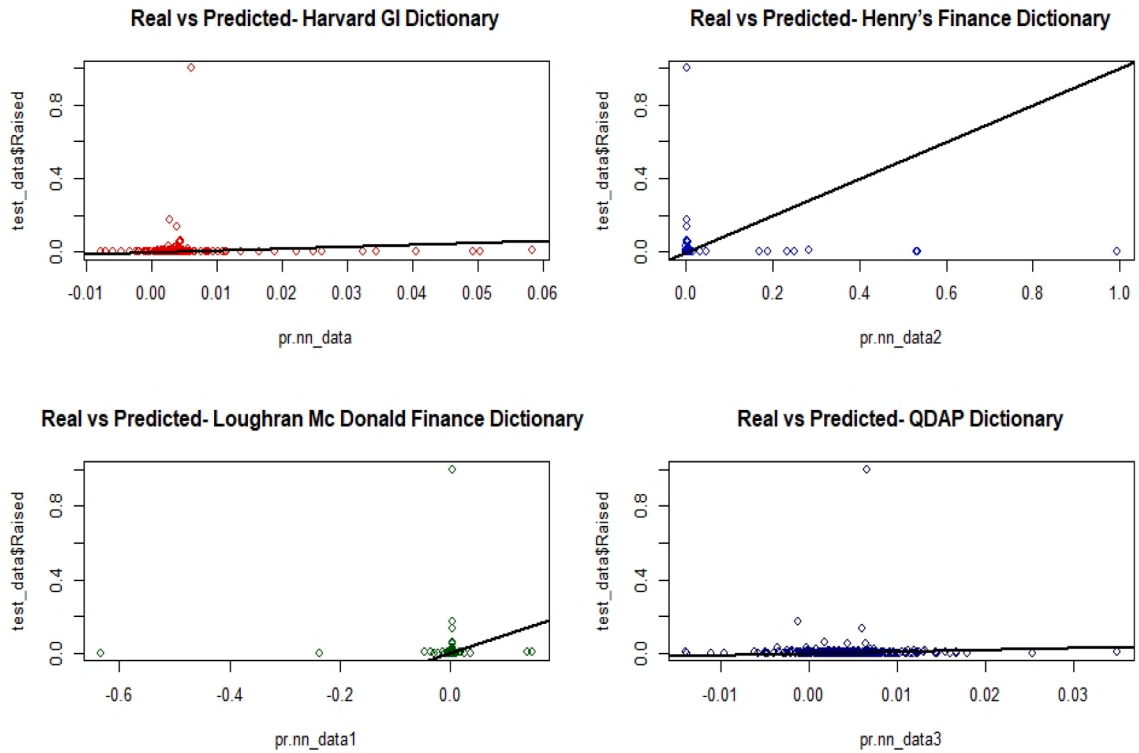 Real vs Predicted- Harvard GI Dictionary
test_data$Raised
0.8
0.4
0.0
-0.01 0.00 0.01 0.02 0.03 0.04 0.05 0.06
pr.nn_data
Real vs Predicted- Henry’s Finance Dictionary
test_data$Raised
0.8
0.4
0.0
0.0 0.2 0.4 0.6 0.8 1.0
pr.nn_data2
Real vs Predicted- Loughran Mc Donald Finance Dictionary
test_data$Raised
0.8
0.4
0.0
-0.6 -0.4 -0.2 0.0
pr.nn_data1
Real vs Predicted- QDAP Dictionary
test_data$Raised
0.8
0.4
0.0
-0.01 0.00 0.01 0.02 0.03
pr.nn_data3